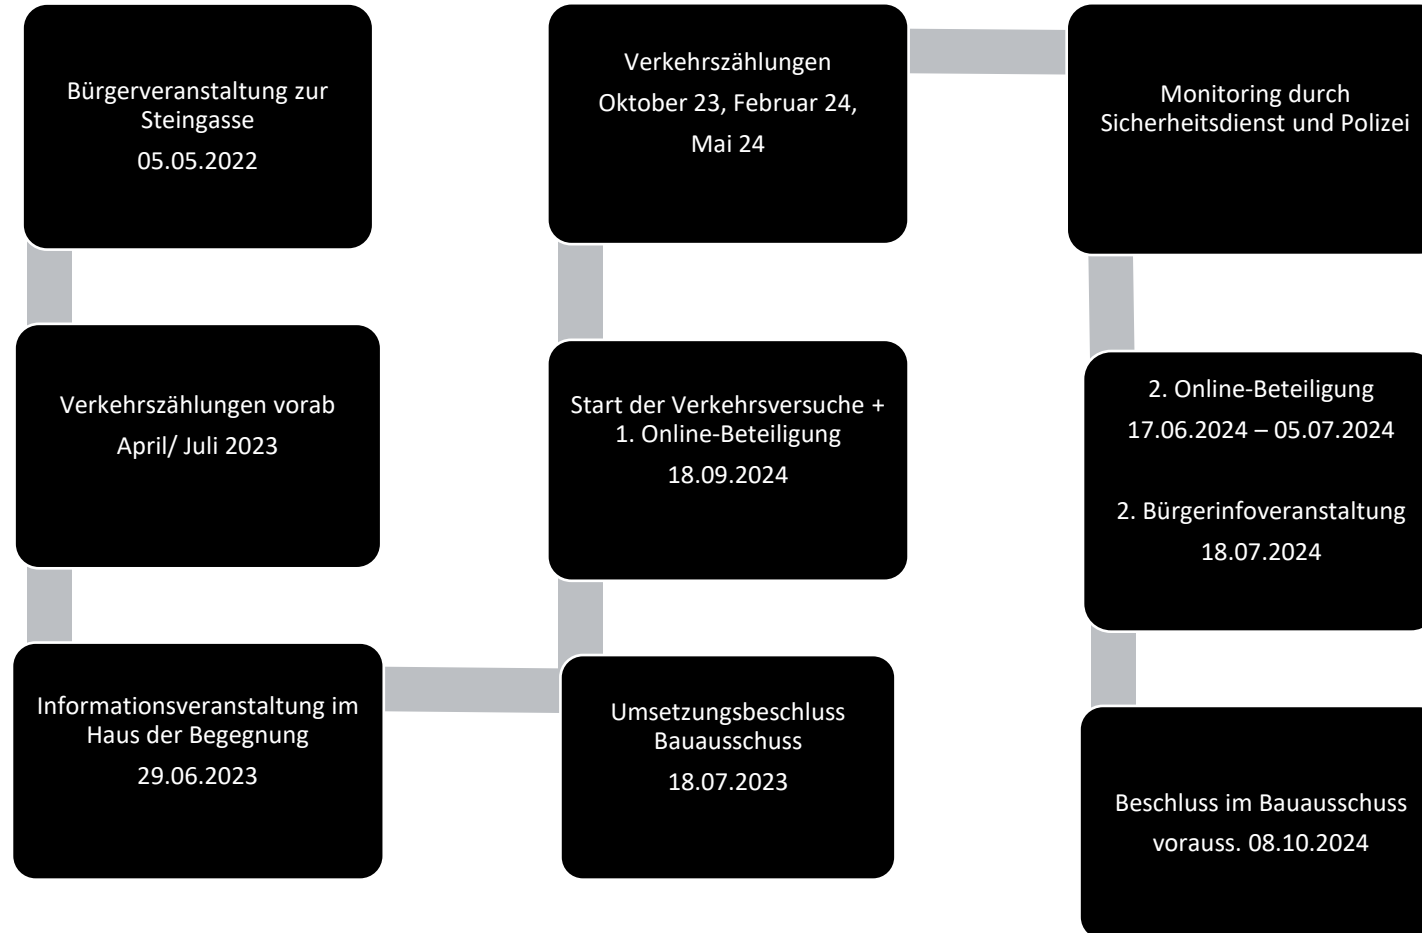 Bürgerveranstaltung zur
Steingasse
05.05.2022
Verkehrszählungen vorab
April/ Juli 2023
Informationsveranstaltung im
Haus der Begegnung
29.06.2023
Umsetzungsbeschluss
Bauausschuss
18.07.2023
Start der Verkehrsversuche +
1. Online-Beteiligung
18.09.2024
Verkehrszählungen
Oktober 23, Februar 24,
Mai 24
Monitoring durch
Sicherheitsdienst und Polizei
2. Online-Beteiligung
17.06.2024 – 05.07.2024
2. Bürgerinfoveranstaltung
18.07.2024
Beschluss im Bauausschuss
vorauss. 08.10.2024